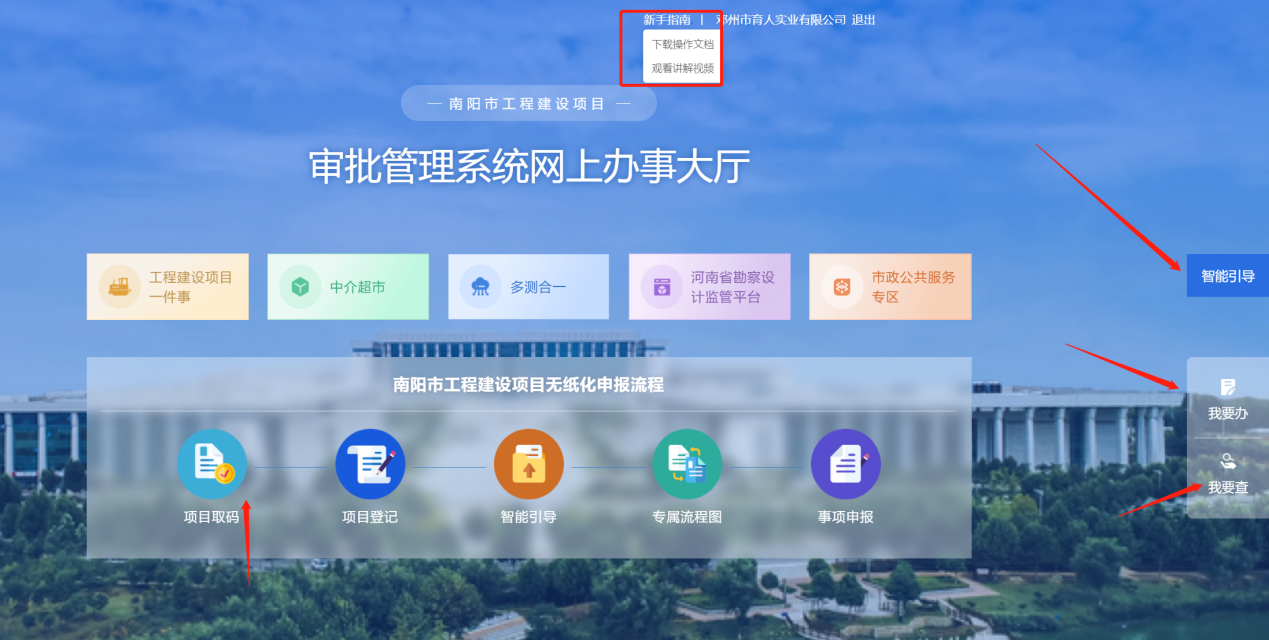 新手指南 | 邓州市育人实业有限公司 退出
下载操作文档
观看讲解视频
南阳市工程建设项目
审批管理系统网上办事大厅
工程建设项目
一件事
中介超市
多测合一
河南省勘察设
计监管平台
市政公共服务
专区
智能引导
南阳市工程建设项目无纸化申报流程
我要办
我要查
项目取码
项目登记
智能引导
专属流程图
事项申报